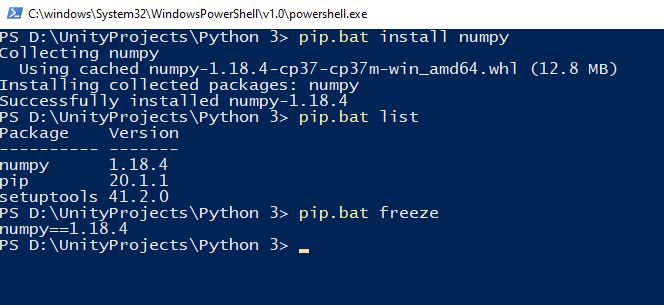 C:\windows\System32\WindowsPowerShell\v1.0\powershell.exe
PS D:\UnityProjects\Python 3> pip.bat install numpy
Collecting numpy
  Using cached numpy-1.18.4-cp37-cp37m-win_amd64.whl (12.8 MB)
Installing collected packages: numpy
Successfully installed numpy-1.18.4
PS D:\UnityProjects\Python 3> pip.bat list
Package    Version
---------- -------
numpy      1.18.4
pip        20.1.1
setuptools 41.2.0
PS D:\UnityProjects\Python 3> pip.bat freeze
numpy==1.18.4
PS D:\UnityProjects\Python 3>